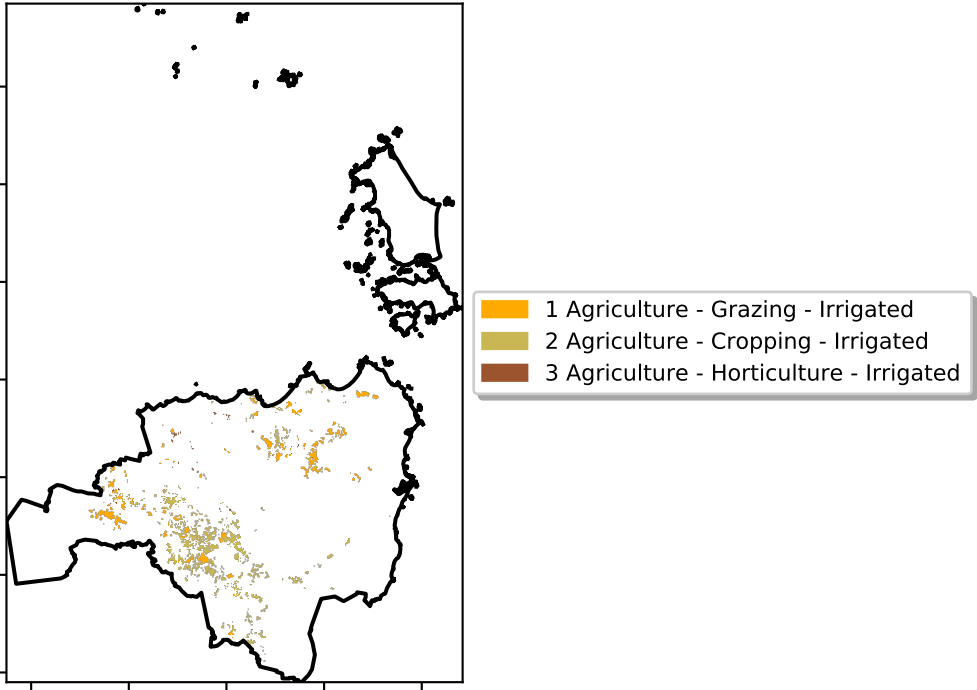 1 Agriculture - Grazing - Irrigated
2 Agriculture - Cropping - Irrigated
3 Agriculture - Horticulture - Irrigated